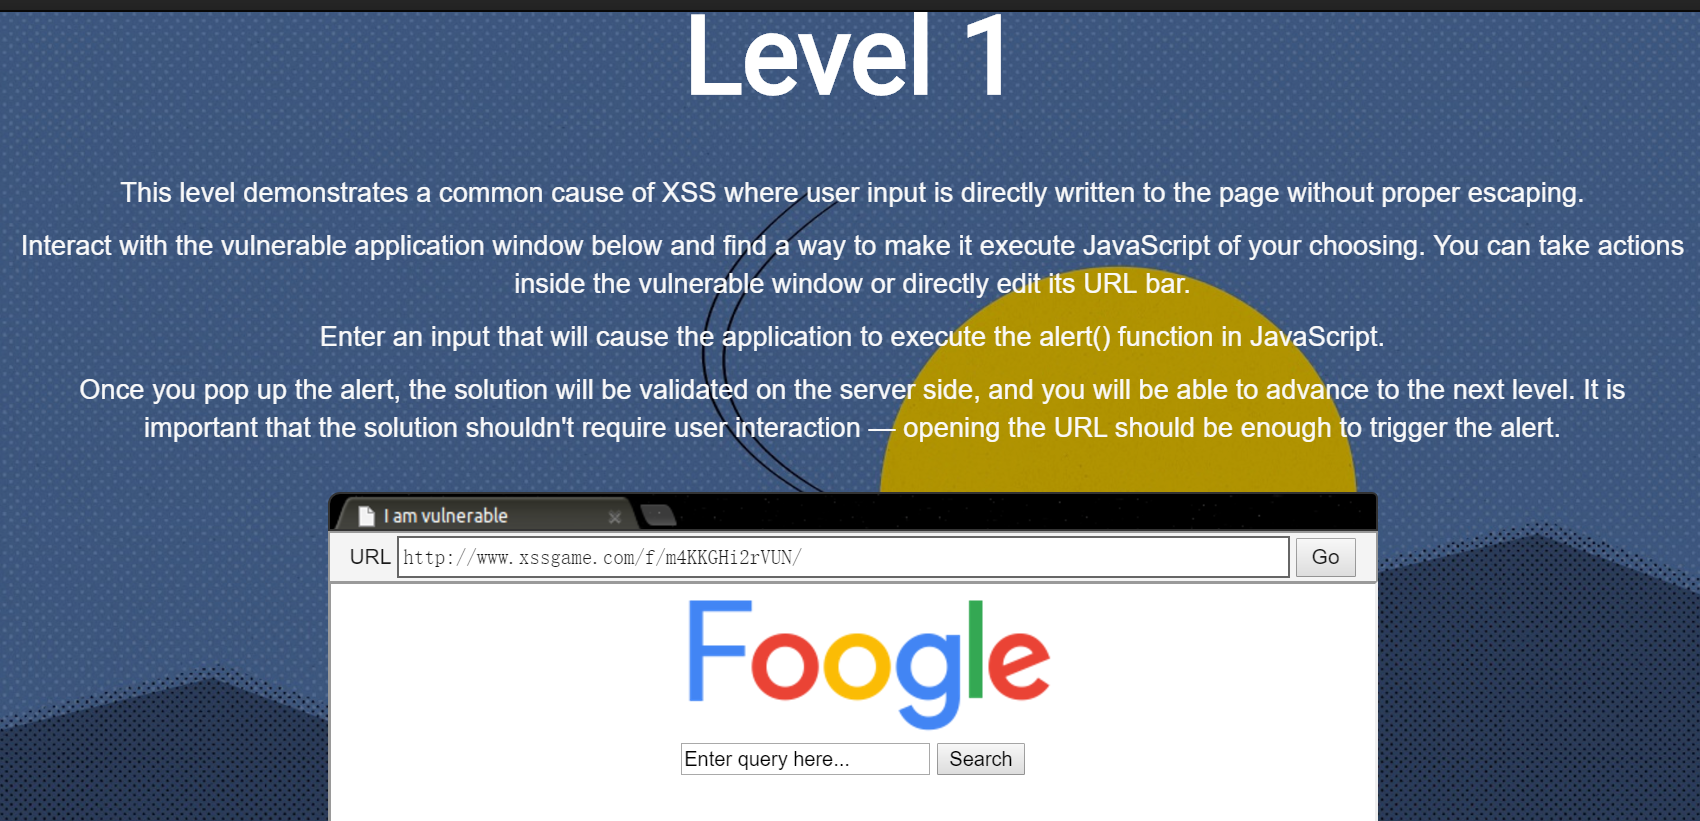 Level 1
This level demonstrates a common cause of XSS where user input is directly written to the page without proper escaping.
Interact with the vulnerable application window below and find a way to make it execute JavaScript of your choosing. You can take actions
inside the vulnerable window or directly edit its URL bar.
Enter an input that will cause the application to execute the alert() function in JavaScript.
Once you pop up the alert, the solution will be validated on the server side, and you will be able to advance to the next level. It is
important that the solution shouldn't require user interaction — opening the URL should be enough to trigger the alert.
I am vulnerable
URL http://www.xssgame.com/f/m4KKGHi2rVUN/ Go
Foogle
Enter query here... Search